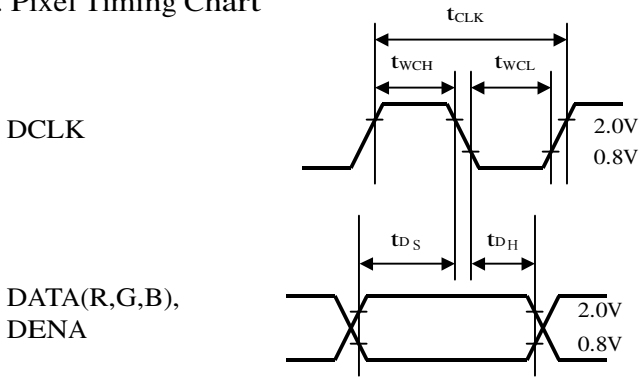 . Pixel Timing Chart
tCLK
tWCH tWCL
DCLK
2.0V
0.8V
tDS tDH
DATA(R,G,B),
DENA
2.0V
0.8V